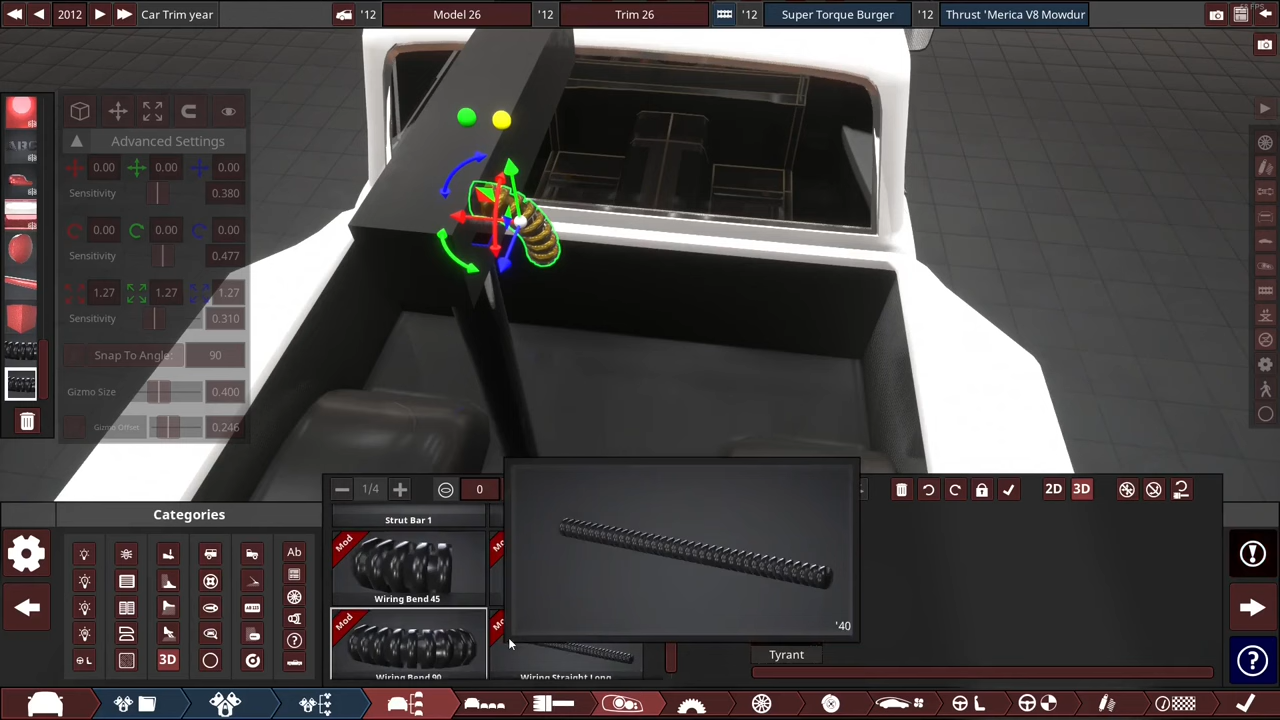 2012
Car Trim year
'12
Model 26
'12
Trim 26
'12
Super Torque Burger
'12
Thrust 'Merica V8 Mowdur
Advanced Settings
0.00
0.00
0.00
Sensitivity
0.380
0.00
0.00
0.00
Sensitivity
0.477
1.27
1.27
1.27
Sensitivity
0.310
Snap To Angle:
90
Gizmo Size
0.400
Gizmo Offset
0.246
1/4
0
2D
3D
Categories
Ab
3D
L
Strut Bar 1
Mod
Wiring Bend 45
Mod
Wiring Bend 90
Wiring Straight Long
'40
Tyrant